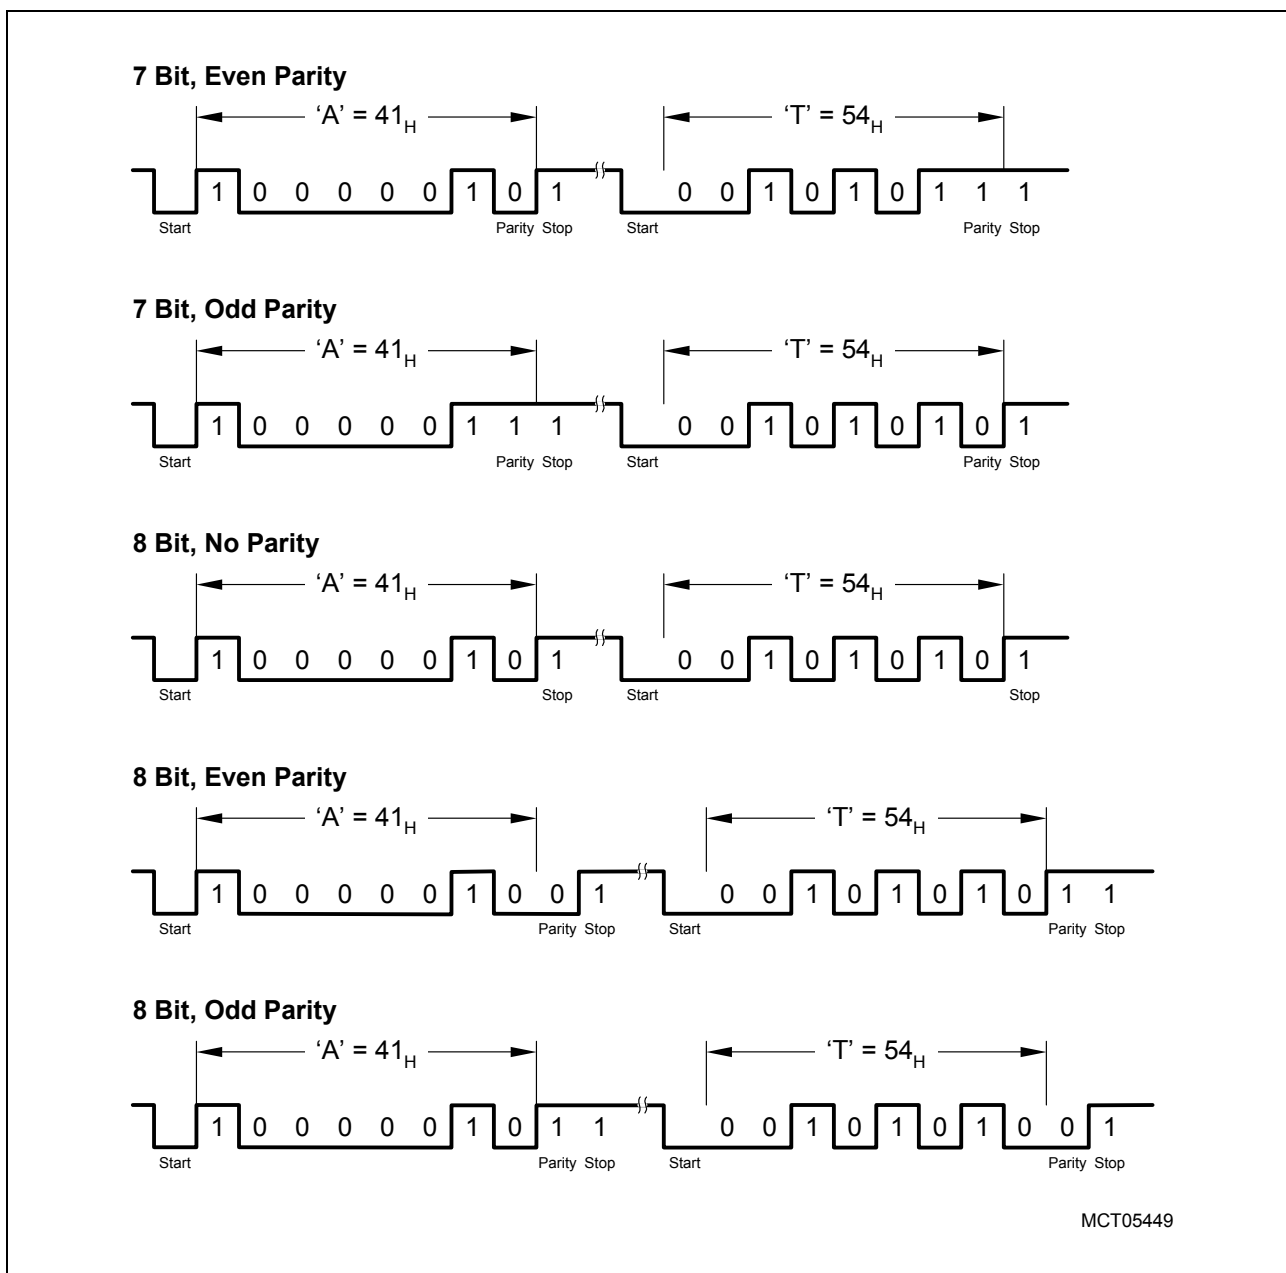 7 Bit, Even Parity
‘A’ = 41H ‘T’ = 54H
1 0 0 0 0 0 1 0 1 0 0 1 0 1 0 1 1 1
Start Parity Stop Start Parity Stop
7 Bit, Odd Parity
‘A’ = 41H ‘T’ = 54H
1 0 0 0 0 0 1 1 1 0 0 1 0 1 0 1 0 1
Start Parity Stop Start Parity Stop
8 Bit, No Parity
‘A’ = 41H ‘T’ = 54H
1 0 0 0 0 0 1 0 1 0 0 1 0 1 0 1 0 1
Start Stop Start Stop
8 Bit, Even Parity
‘A’ = 41H ‘T’ = 54H
1 0 0 0 0 0 1 0 0 1 0 0 1 0 1 0 1 0 1 1
Start Parity Stop Start Parity Stop
8 Bit, Odd Parity
‘A’ = 41H ‘T’ = 54H
1 0 0 0 0 0 1 0 1 1 0 0 1 0 1 0 1 0 0 1
Start Parity Stop Start Parity Stop
MCT05449